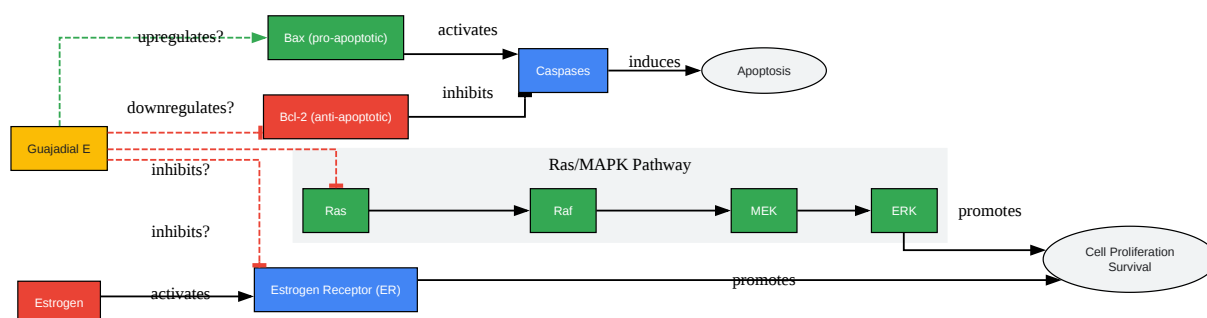 activates
upregulates?
Bax (pro-apoptotic)
Caspases
induces
Apoptosis
inhibits
downregulates?
Bcl-2 (anti-apoptotic)
Guajadial E
inhibits?
Ras/MAPK Pathway
Ras
Raf
MEK
ERK
promotes
inhibits?
Cell Proliferation
Survival
Estrogen
activates
Estrogen Receptor (ER)
promotes